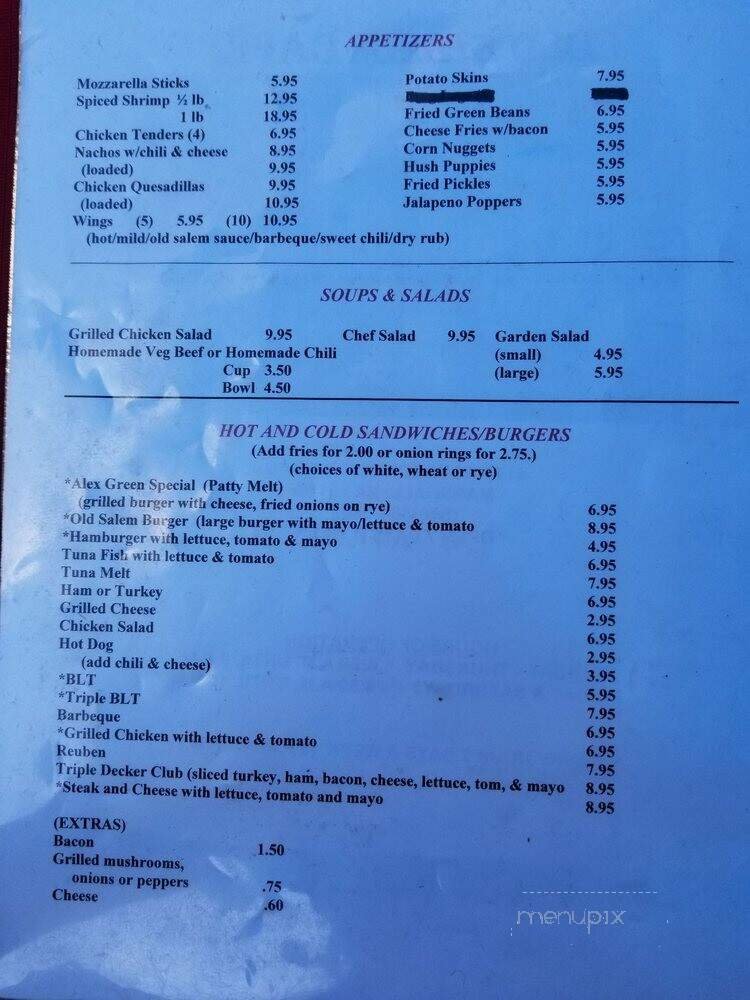 APPETIZERS
Mozzarella Sticks 5.95
Spiced Shrimp ½ lb. 12.95
1 lb 18.95
Chicken Tenders (4) 6.95
Nachos w/chili & cheese 8.95
(loaded) 9.95
Chicken Quesadillas 9.95
(loaded) 10.95
Wings (5) 5.95 (10) 10.95
(hot/mild/old salem sauce/barbeque/sweet chili/dry rub)
Potato Skins 7.95
Fried Green Beans 6.95
Cheese Fries w/bacon 5.95
Corn Nuggets 5.95
Hush Puppies 5.95
Fried Pickles 5.95
Jalapeno Poppers 5.95
SOUPS & SALADS
Grilled Chicken Salad 9.95 Chef Salad 9.95 Garden Salad
Homemade Veg Beef or Homemade Chili (small) 4.95
Cup 3.50 (large) 5.95
Bowl 4.50
HOT AND COLD SANDWICHES/BURGERS
(Add fries for 2.00 or onion rings for 2.75.)
(choices of white, wheat or rye)
*Alex Green Special (Patty Melt)
(grilled burger with cheese, fried onions on rye) 6.95
*Old Salem Burger (large burger with mayo/lettuce & tomato 8.95
*Hamburger with lettuce, tomato & mayo 4.95
Tuna Fish with lettuce & tomato 6.95
Tuna Melt 7.95
Ham or Turkey 6.95
Grilled Cheese 2.95
Chicken Salad 6.95
Hot Dog 2.95
(add chili & cheese) 3.95
*BLT 5.95
*Triple BLT 7.95
Barbeque 6.95
*Grilled Chicken with lettuce & tomato 6.95
Reuben 7.95
Triple Decker Club (sliced turkey, ham, bacon, cheese, lettuce, tom, & mayo 8.95
*Steak and Cheese with lettuce, tomato and mayo 8.95
(EXTRAS)
Bacon 1.50
Grilled mushrooms,
onions or peppers .75
Cheese .60
menupix